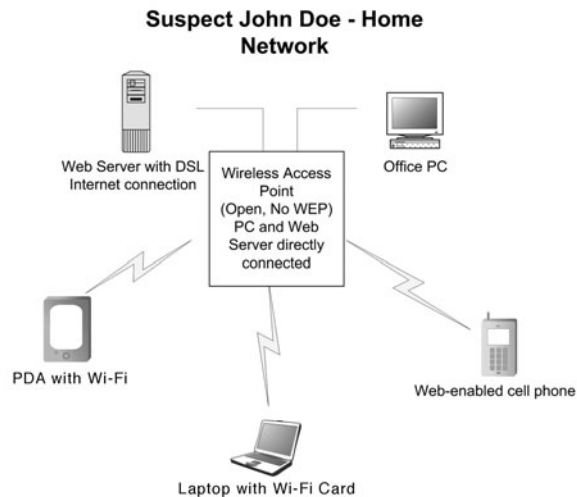 Suspect John Doe - Home
Network
Web Server with DSL
Internet connection
Office PC
Wireless Access
Point
(Open, No WEP)
PC and Web
Server directly
connected
PDA with Wi-Fi
Web-enabled cell phone
Laptop with Wi-Fi Card